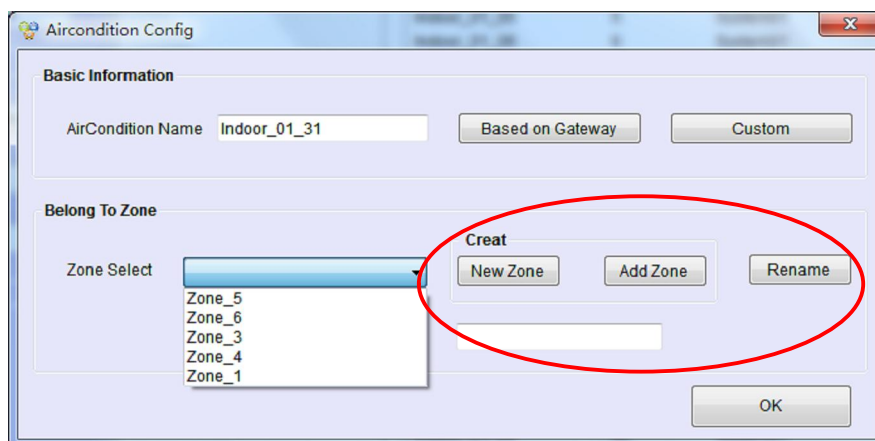 Aircondition Config
Basic Information
AirCondition Name Indoor_01_31 Based on Gateway Custom
Belong To Zone
Creat
Zone Select New Zone Add Zone Rename
Zone_5
Zone_6
Zone_3
Zone_4
Zone_1
OK